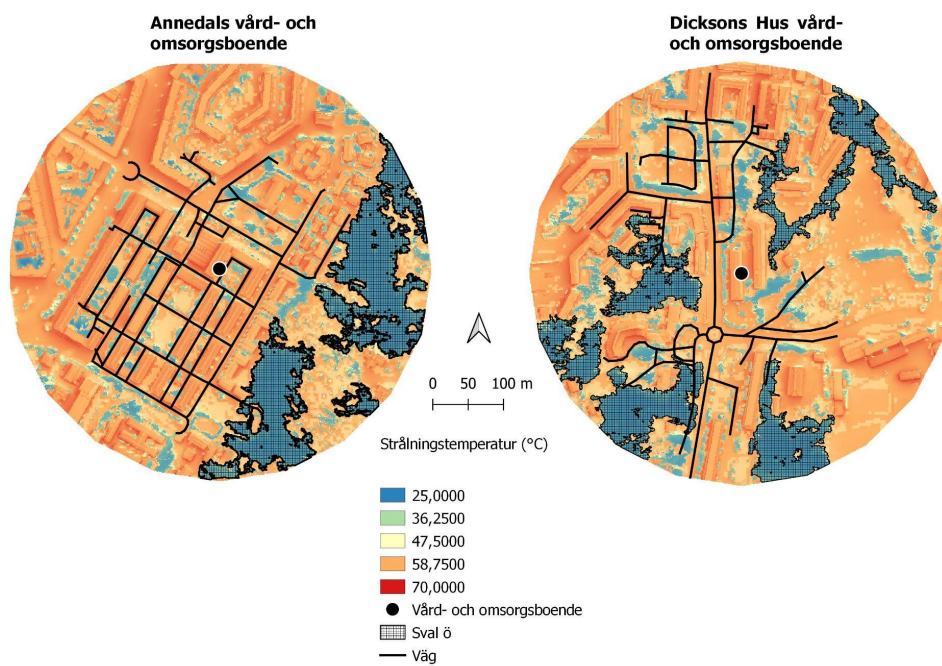 Annedals vård- och
omsorgsboende
Dicksons Hus vård-
och omsorgsboende
0 50 100 m
Strålningstemperatur (°C)
25,0000
36,2500
47,5000
58,7500
70,0000
Vård- och omsorgsboende
Sval ö
Väg